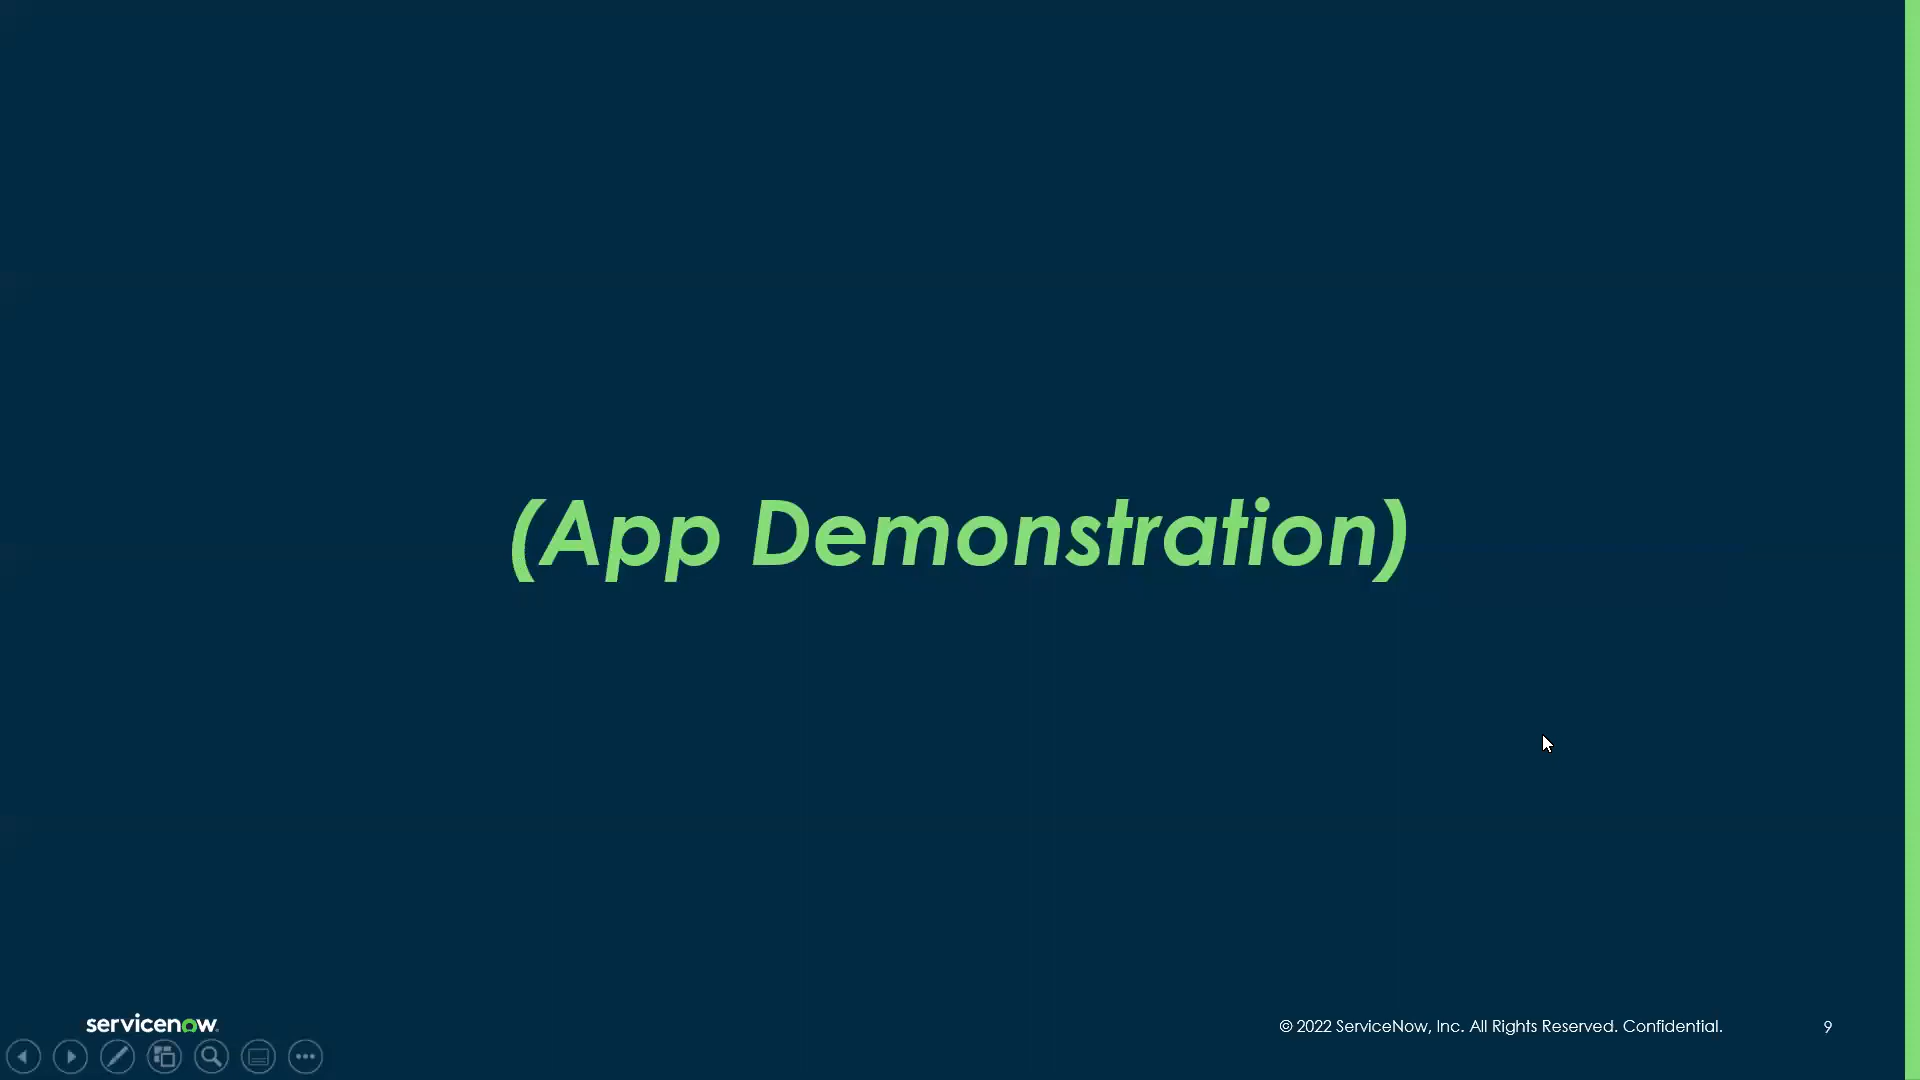 (App Demonstration)
servicenow
© 2022 ServiceNow, Inc. All Rights Reserved. Confidential.
9